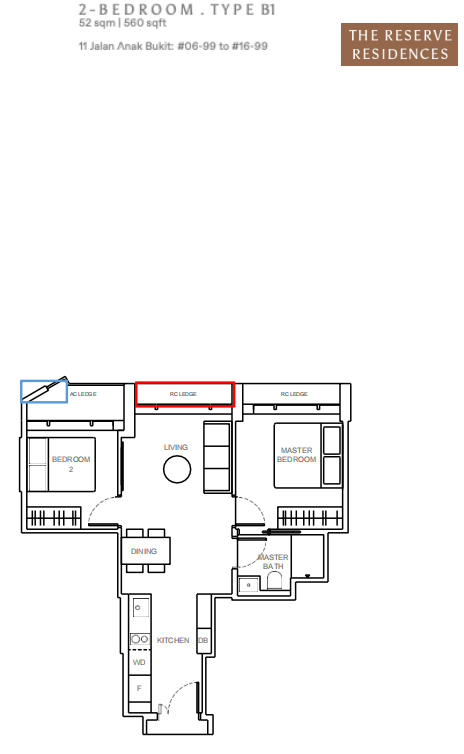 2-BEDROOM . TYPE B1
52 sqm | 560 sqft
11 Jalan Anak Bukit: #06-99 to #16-99
THE RESERVE
RESIDENCES
AC LEDGE
RC LEDGE
RC LEDGE
LIVING
BEDROOM
2
MASTER
BEDROOM
DINING
MASTER
BATH
KITCHEN
DB
WD
F